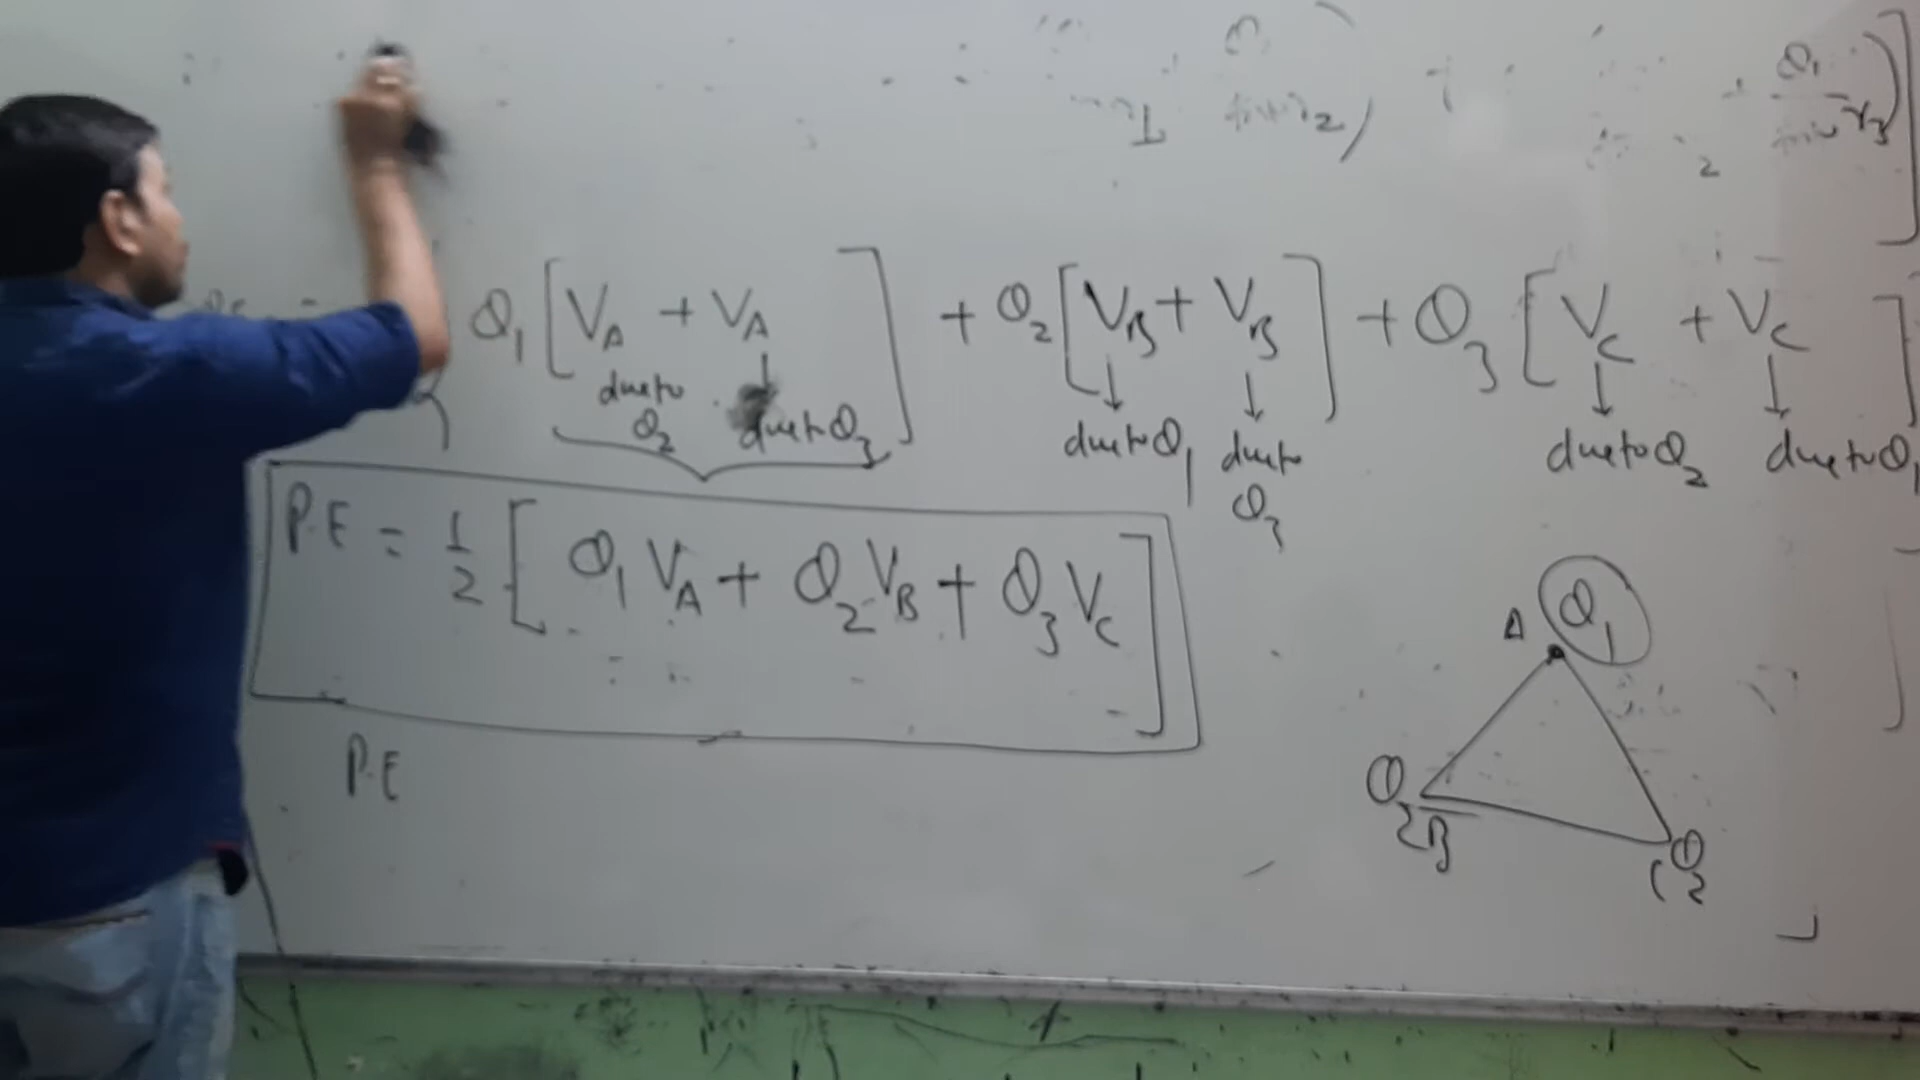 Q₁
r₃)]
Q₁ [V_A + V_A] + Q₂ [V_B + V_B] + Q₃ [V_C + V_C]
due to Q₂ due to Q₃ due to Q₁ due to Q₃ due to Q₂ due to Q₁
P.E = 1/2 [Q₁ V_A + Q₂ V_B + Q₃ V_C]
P.E
A Q₁
Q₂ B
C Q₃